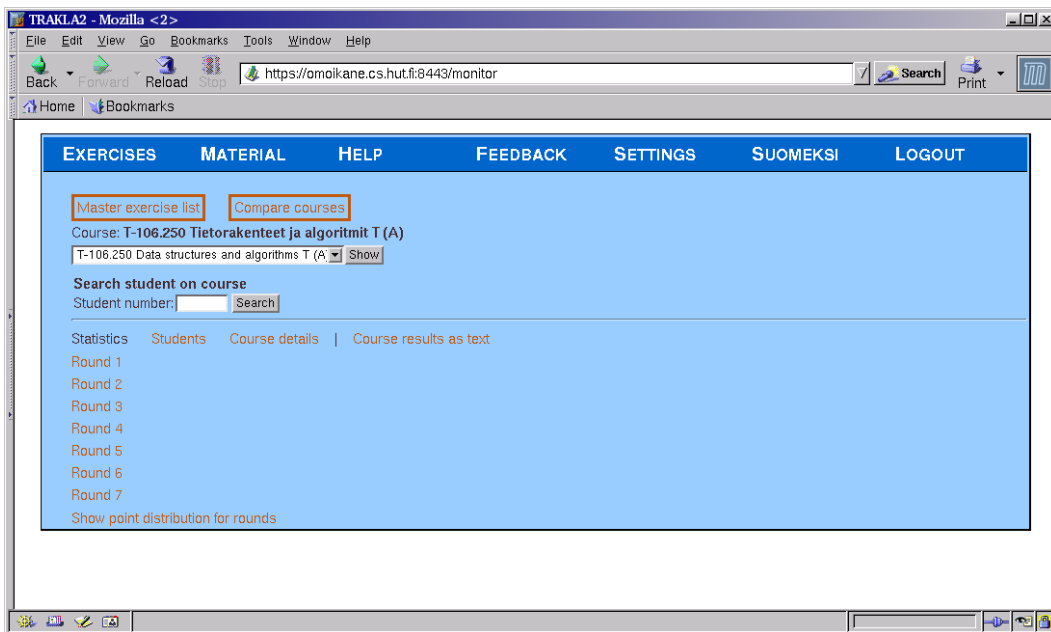 TRAKLA2 - Mozilla <2>
File Edit View Go Bookmarks Tools Window Help
Back Forward Reload Stop https://omoikane.cs.hut.fi:8443/monitor Search Print
Home Bookmarks
EXERCISES MATERIAL HELP FEEDBACK SETTINGS SUOMEKSI LOGOUT
Master exercise list Compare courses
Course: T-106.250 Tietorakenteet ja algoritmit T (A)
T-106.250 Data structures and algorithms T (A) Show
Search student on course
Student number: Search
Statistics Students Course details | Course results as text
Round 1
Round 2
Round 3
Round 4
Round 5
Round 6
Round 7
Show point distribution for rounds